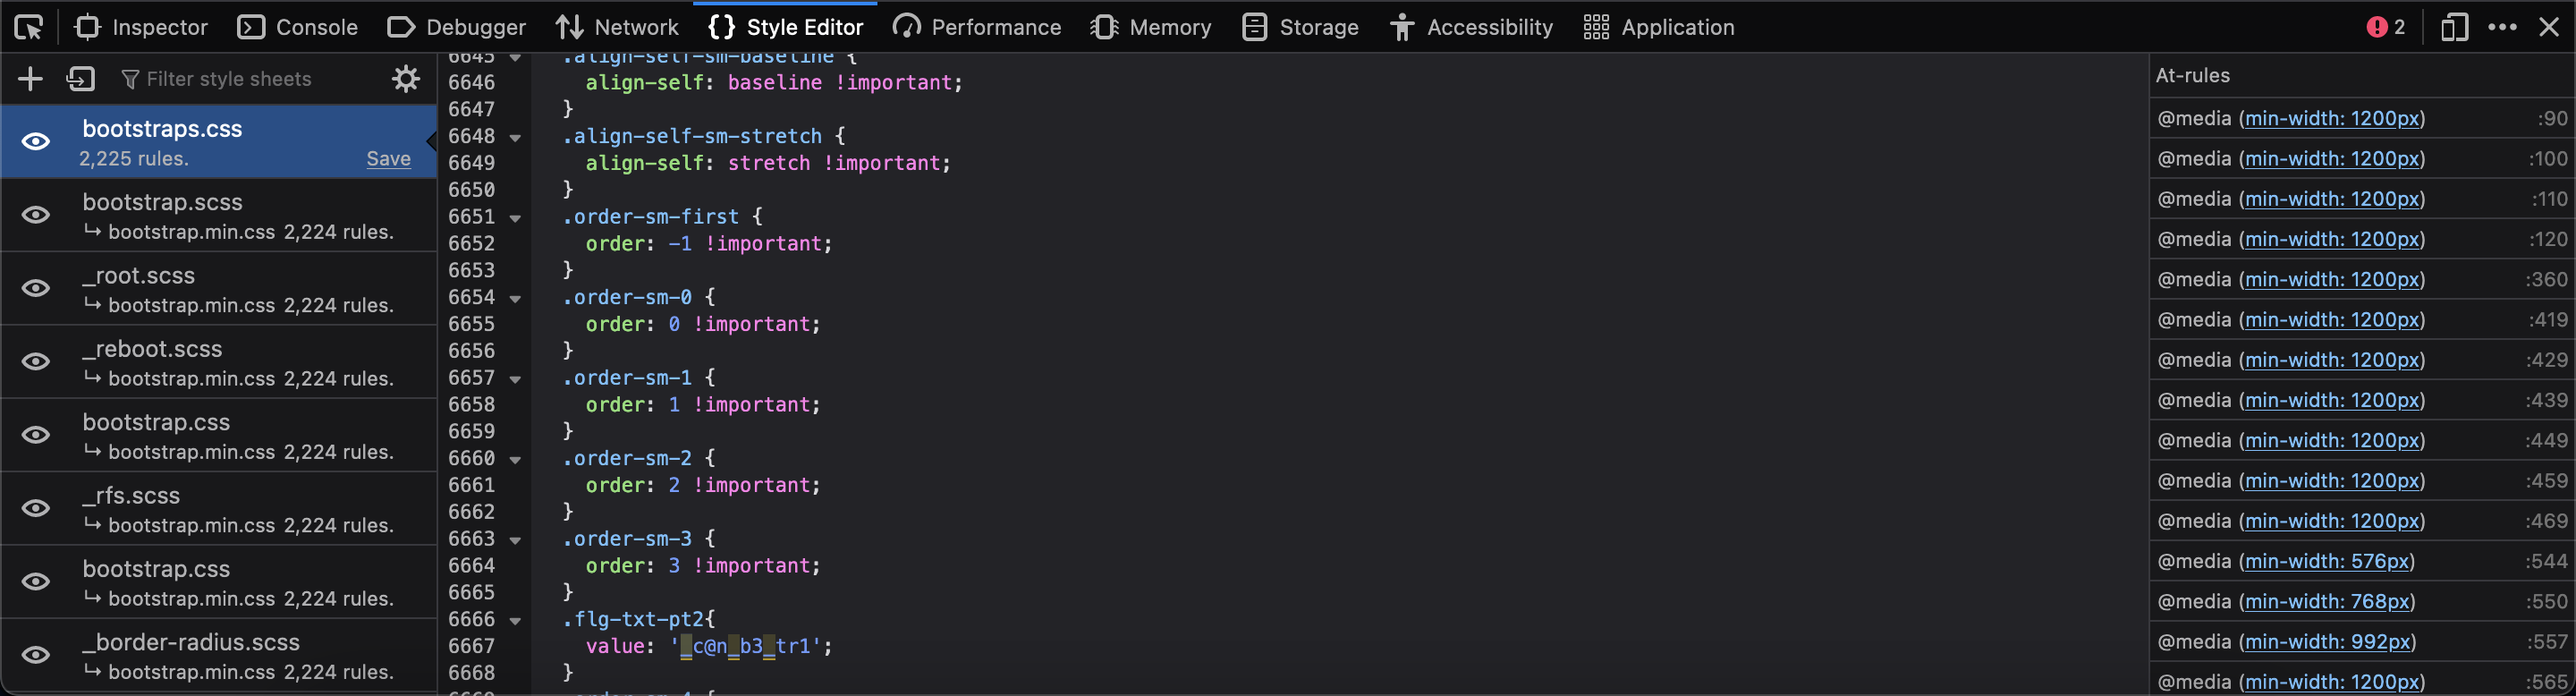 Inspector Console Debugger Network Style Editor Performance Memory Storage Accessibility Application 2
Filter style sheets
bootstraps.css
2,225 rules. Save
bootstrap.scss
↳ bootstrap.min.css 2,224 rules.
_root.scss
↳ bootstrap.min.css 2,224 rules.
_reboot.scss
↳ bootstrap.min.css 2,224 rules.
bootstrap.css
↳ bootstrap.min.css 2,224 rules.
_rfs.scss
↳ bootstrap.min.css 2,224 rules.
bootstrap.css
↳ bootstrap.min.css 2,224 rules.
_border-radius.scss
↳ bootstrap.min.css 2,224 rules.
6645 .align-self-sm-baseline {
6646 align-self: baseline !important;
6647 }
6648 .align-self-sm-stretch {
6649 align-self: stretch !important;
6650 }
6651 .order-sm-first {
6652 order: -1 !important;
6653 }
6654 .order-sm-0 {
6655 order: 0 !important;
6656 }
6657 .order-sm-1 {
6658 order: 1 !important;
6659 }
6660 .order-sm-2 {
6661 order: 2 !important;
6662 }
6663 .order-sm-3 {
6664 order: 3 !important;
6665 }
6666 .flg-txt-pt2{
6667 value: '_c@n_b3_tr1';
6668 }
At-rules
@media (min-width: 1200px) :90
@media (min-width: 1200px) :100
@media (min-width: 1200px) :110
@media (min-width: 1200px) :120
@media (min-width: 1200px) :360
@media (min-width: 1200px) :419
@media (min-width: 1200px) :429
@media (min-width: 1200px) :439
@media (min-width: 1200px) :449
@media (min-width: 1200px) :459
@media (min-width: 1200px) :469
@media (min-width: 576px) :544
@media (min-width: 768px) :550
@media (min-width: 992px) :557
@media (min-width: 1200px) :565